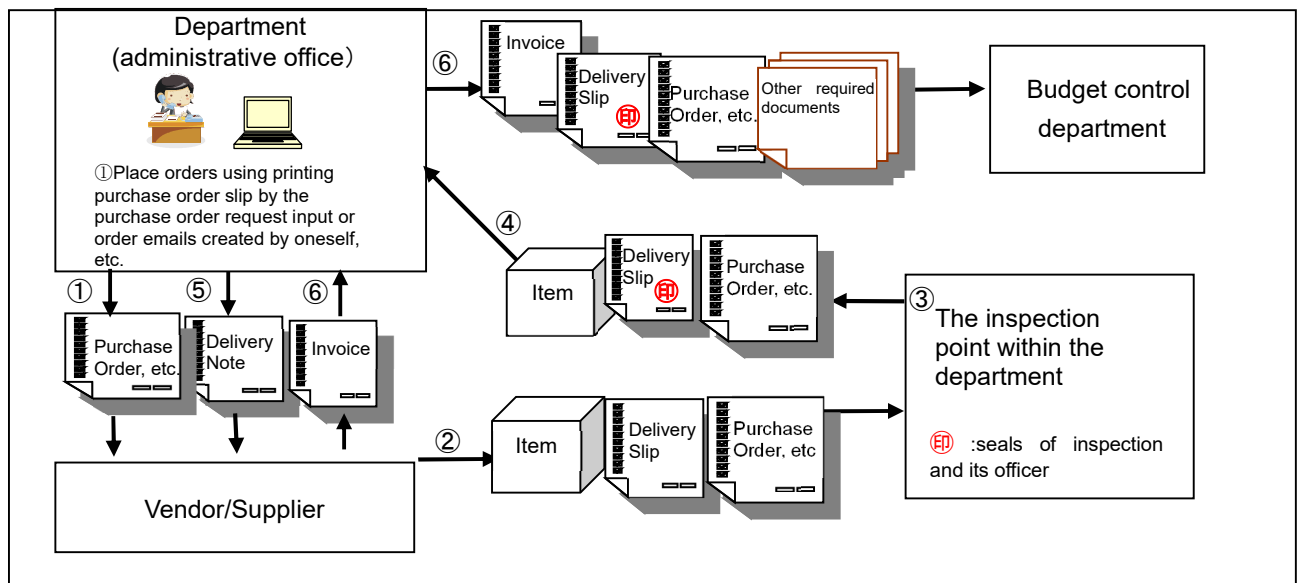 Department
(administrative office）
①Place orders using printing
purchase order slip by the
purchase order request input or
order emails created by oneself,
etc.
⑥
Invoice
Delivery
Slip
印
Purchase
Order, etc.
Other required
documents
Budget control
department
④
Item
Delivery
Slip
印
Purchase
Order, etc.
③
The inspection
point within the
department
印 :seals of inspection
and its officer
①
⑤
⑥
Purchase
Order, etc.
Delivery
Note
Invoice
②
Item
Delivery
Slip
Purchase
Order, etc
Vendor/Supplier